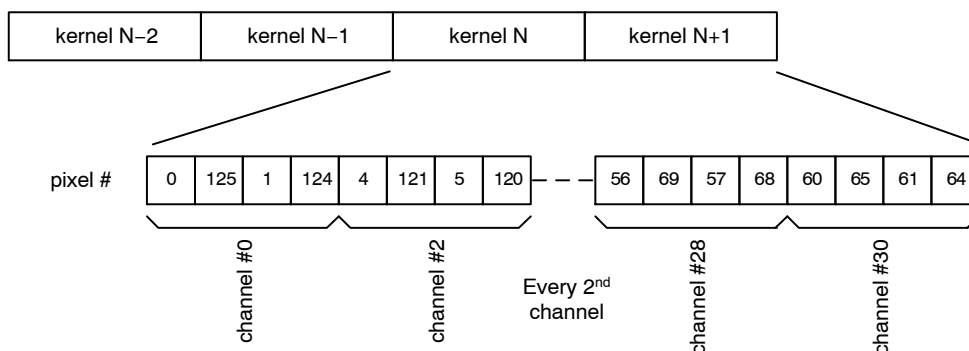 kernel N−2 kernel N−1 kernel N kernel N+1
pixel # 0 125 1 124 4 121 5 120 56 69 57 68 60 65 61 64
channel #0 channel #2 channel #28 channel #30
Every 2nd
channel